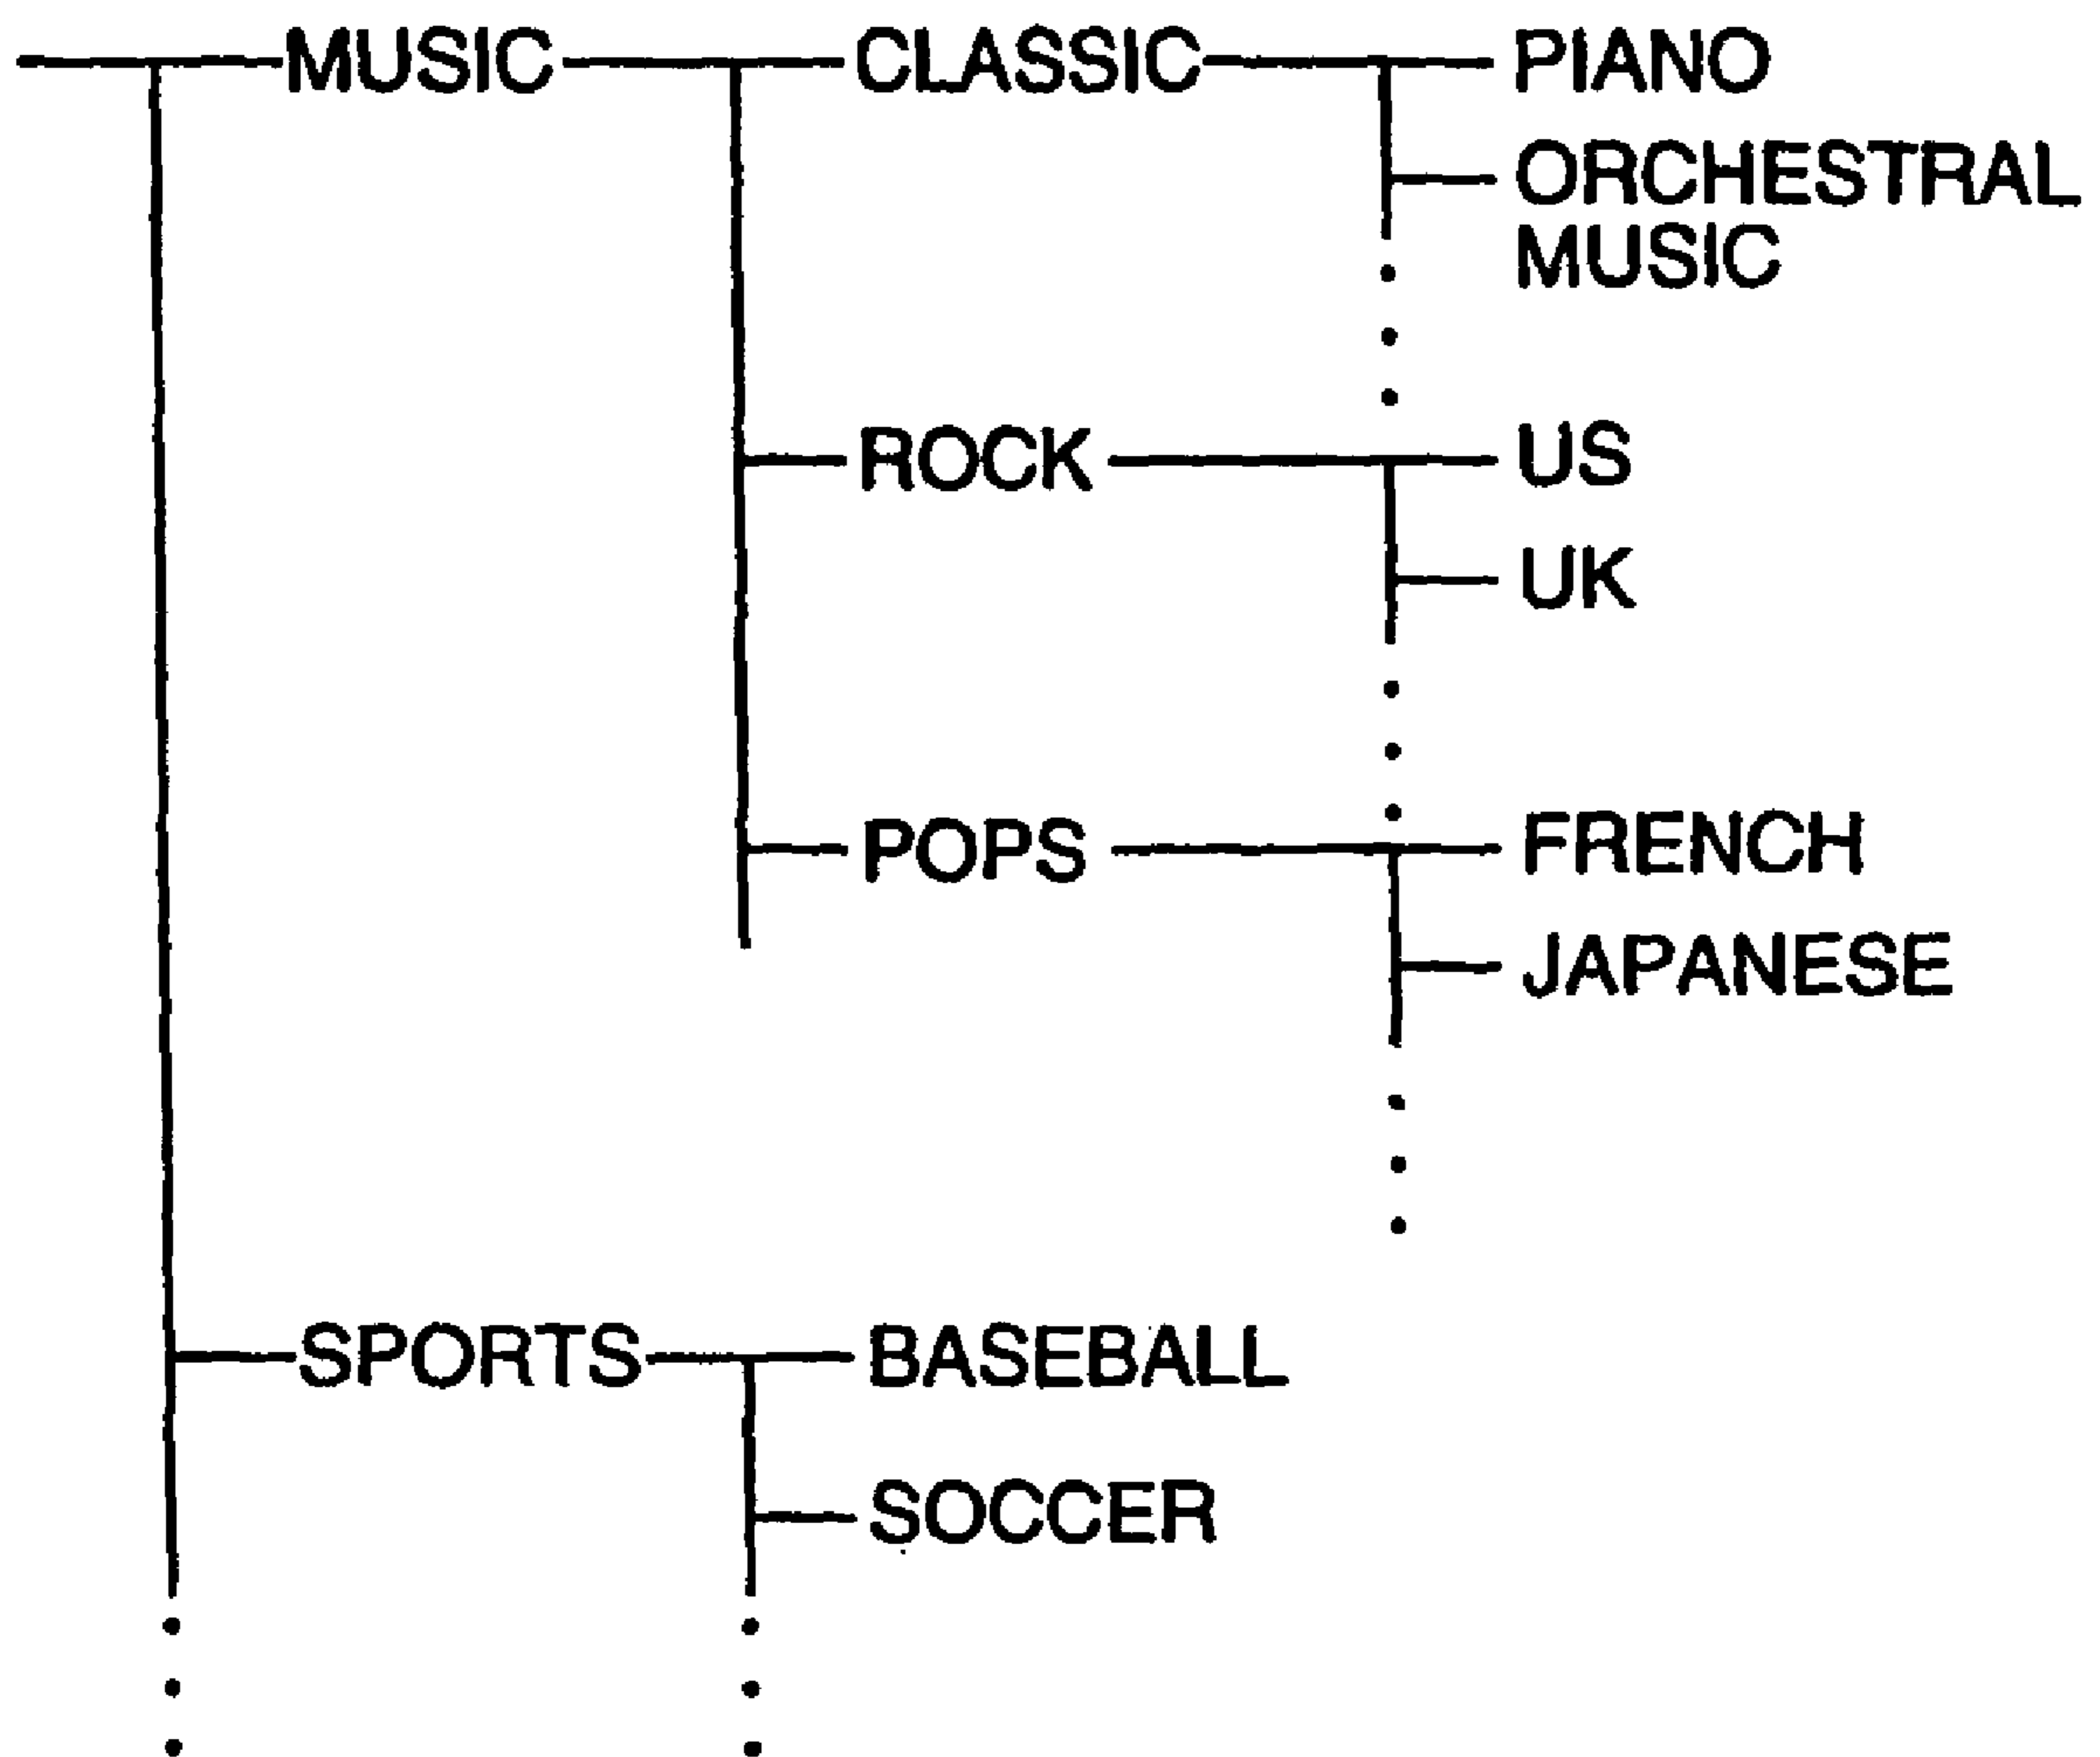 MUSIC CLASSIC PIANO
ORCHESTRAL
MUSIC
ROCK US
UK
POPS FRENCH
JAPANESE
SPORTS BASEBALL
SOCCER